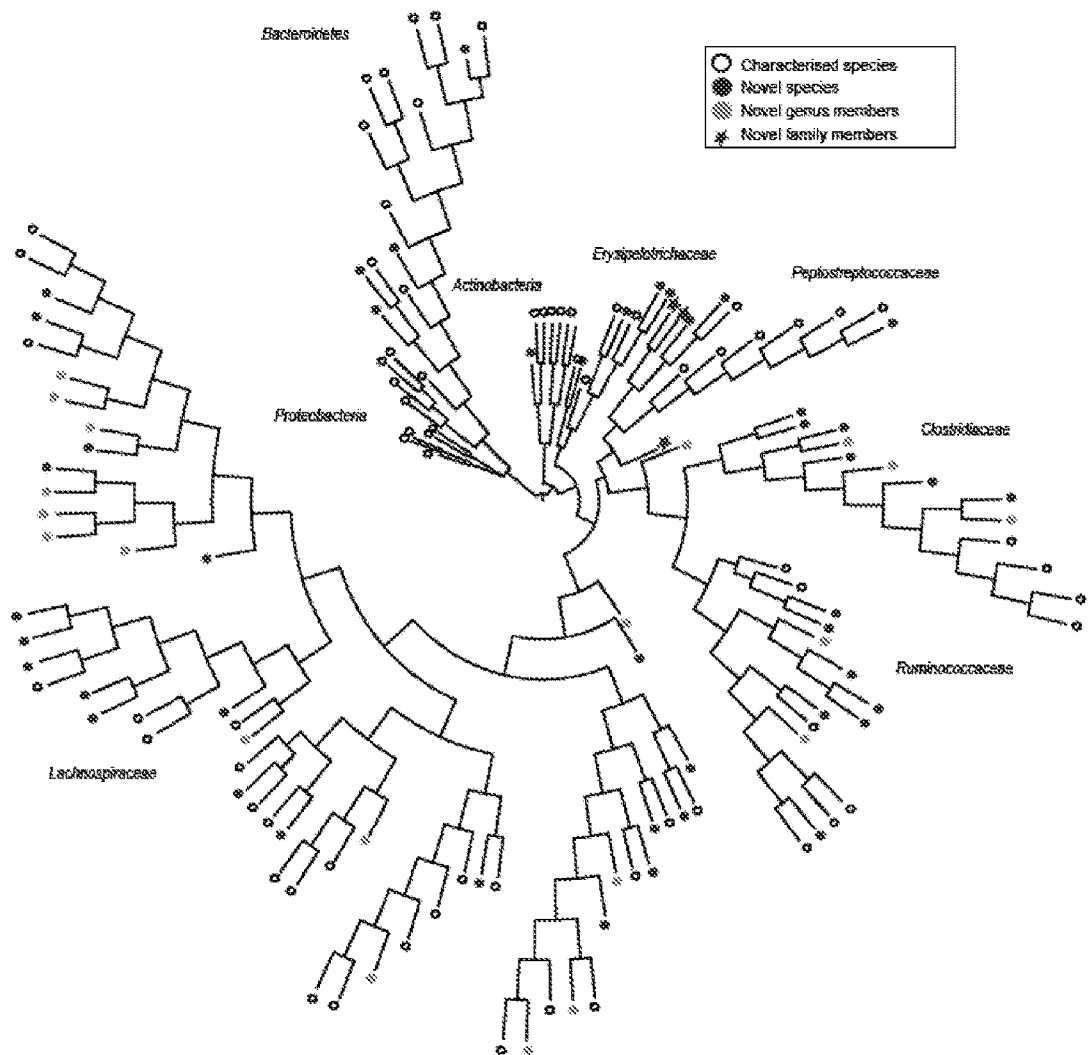 Bacteroidetes
Characterised species
Novel species
Novel genus members
Novel family members
Erysipelotrichaceae
Peptostreptococcaceae
Actinobacteria
Proteobacteria
Clostridiaceae
Ruminococcaceae
Lachnospiraceae